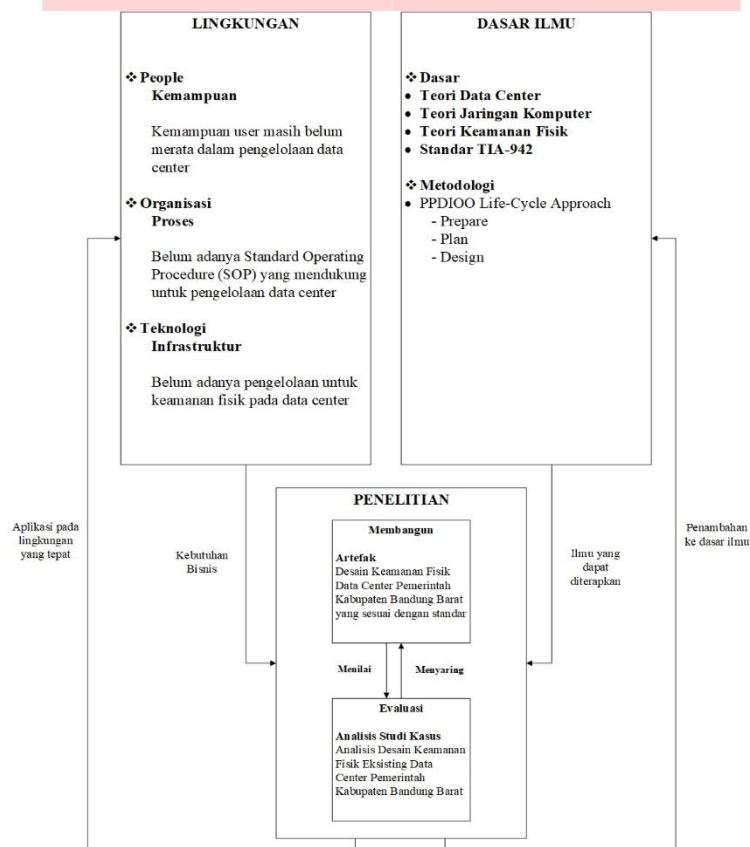 LINGKUNGAN
❖ People
Kemampuan
Kemampuan user masih belum
merata dalam pengelolaan data
center
❖ Organisasi
Proses
Belum adanya Standard Operating
Procedure (SOP) yang mendukung
untuk pengelolaan data center
❖ Teknologi
Infrastruktur
Belum adanya pengelolaan untuk
keamanan fisik pada data center
DASAR ILMU
❖ Dasar
• Teori Data Center
• Teori Jaringan Komputer
• Teori Keamanan Fisik
• Standar TIA-942
❖ Metodologi
• PPDIOO Life-Cycle Approach
- Prepare
- Plan
- Design
Aplikasi pada
lingkungan
yang tepat
Kebutuhan
Bisnis
PENELITIAN
Membangun
Artefak
Desain Keamanan Fisik
Data Center Pemerintah
Kabupaten Bandung Barat
yang sesuai dengan standar
Menilai
Menyaring
Evaluasi
Analisis Studi Kasus
Analisis Desain Keamanan
Fisik Eksisting Data
Center Pemerintah
Kabupaten Bandung Barat
Ilmu yang
dapat
diterapkan
Penambahan
ke dasar ilmu